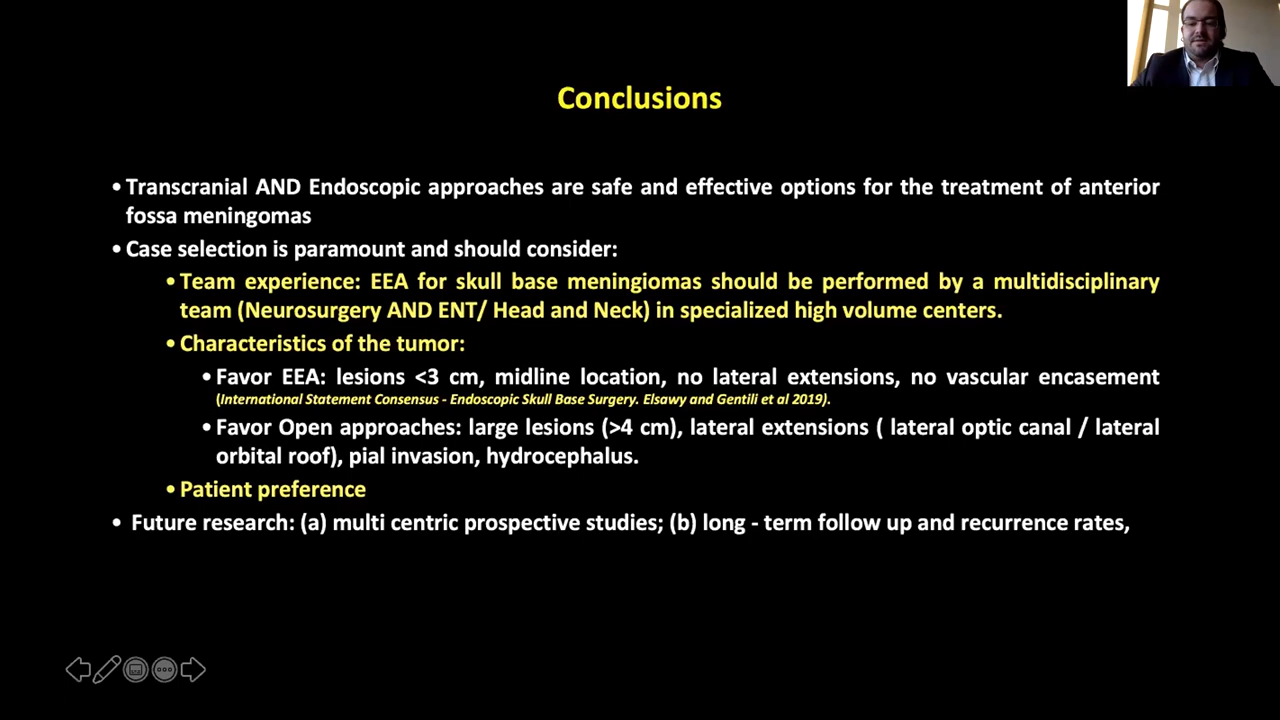 Conclusions
• Transcranial AND Endoscopic approaches are safe and effective options for the treatment of anterior
fossa meningomas
• Case selection is paramount and should consider:
• Team experience: EEA for skull base meningiomas should be performed by a multidisciplinary
team (Neurosurgery AND ENT/ Head and Neck) in specialized high volume centers.
• Characteristics of the tumor:
• Favor EEA: lesions <3 cm, midline location, no lateral extensions, no vascular encasement
(International Statement Consensus - Endoscopic Skull Base Surgery. Elsawy and Gentili et al 2019).
• Favor Open approaches: large lesions (>4 cm), lateral extensions ( lateral optic canal / lateral
orbital roof), pial invasion, hydrocephalus.
• Patient preference
• Future research: (a) multi centric prospective studies; (b) long - term follow up and recurrence rates,